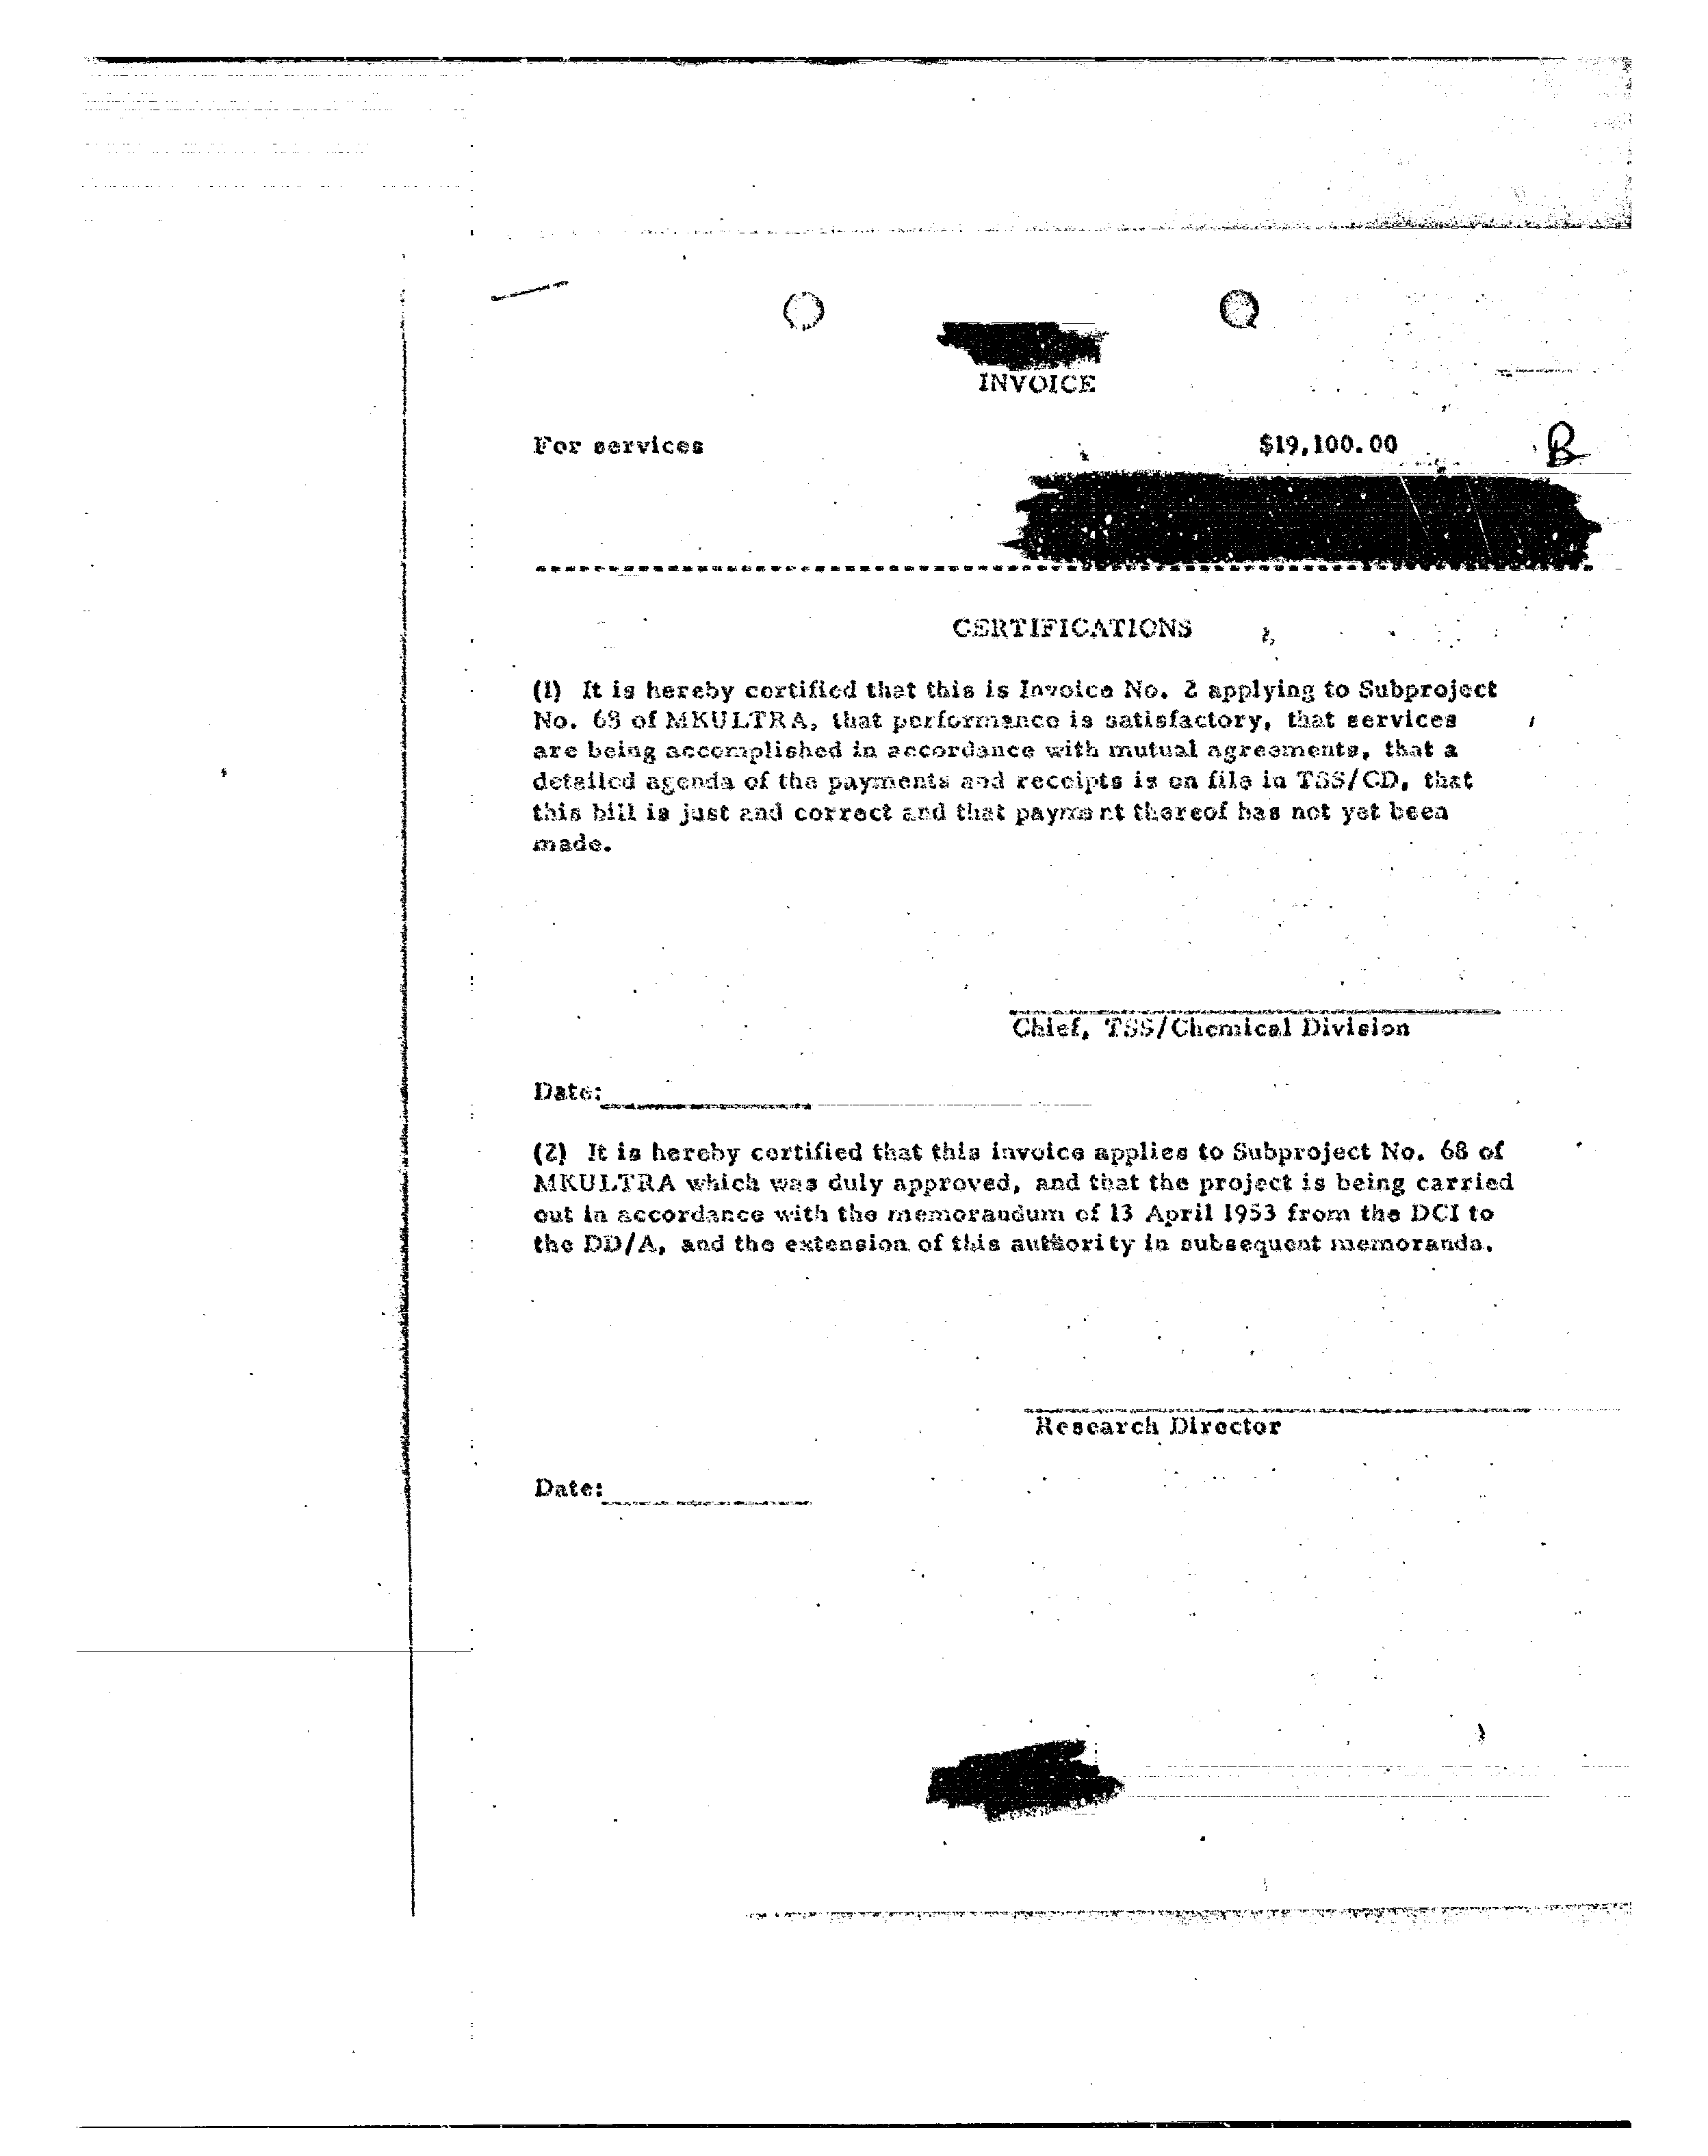 INVOICE
For services $19,100.00 B
CERTIFICATIONS
(1) It is hereby certified that this is Invoice No. 2 applying to Subproject
No. 68 of MKULTRA, that performance is satisfactory, that services
are being accomplished in accordance with mutual agreements, that a
detailed agenda of the payments and receipts is on file in TSS/CD, that
this bill is just and correct and that payment thereof has not yet been
made.
Chief, TSS/Chemical Division
Date:
(2) It is hereby certified that this invoice applies to Subproject No. 68 of
MKULTRA which was duly approved, and that the project is being carried
out in accordance with the memorandum of 13 April 1953 from the DCI to
the DD/A, and the extension of this authority in subsequent memoranda.
Research Director
Date: